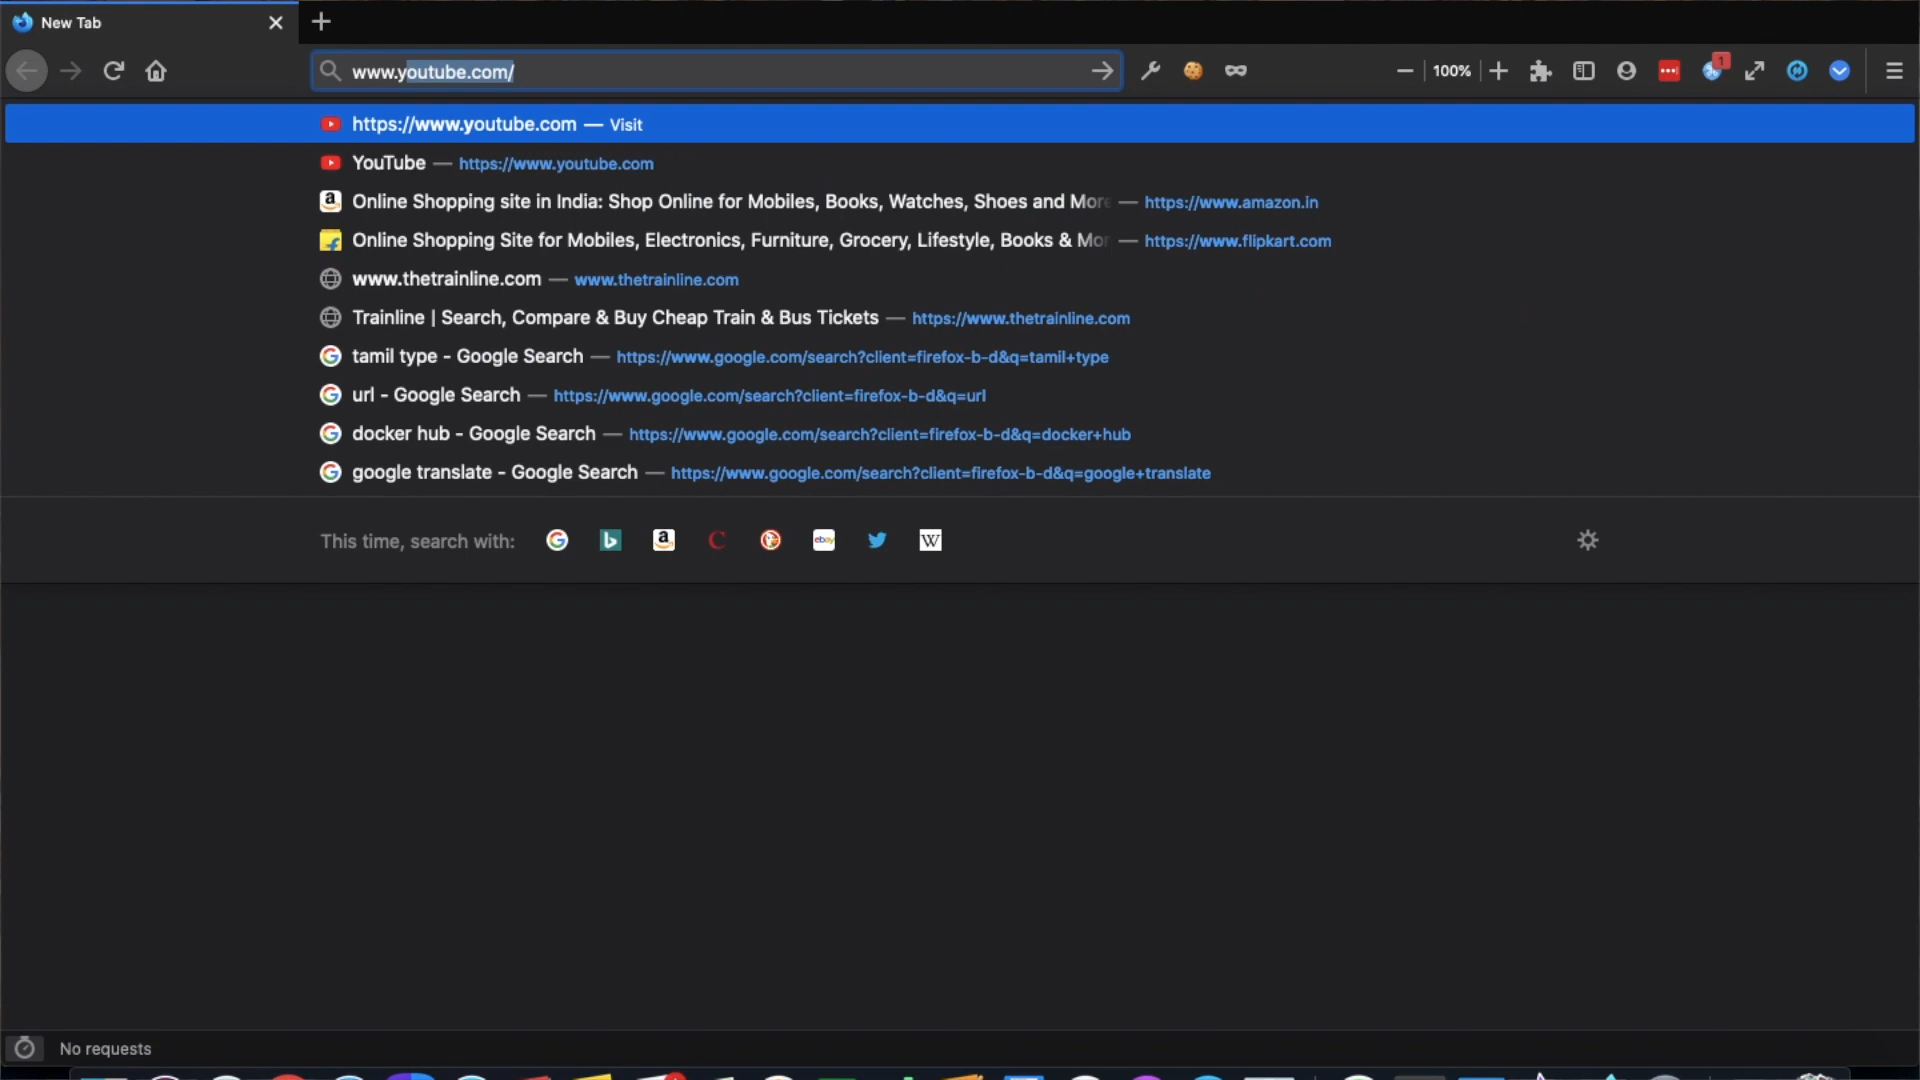 New Tab
www.youtube.com/
100%
1
https://www.youtube.com — Visit
YouTube — https://www.youtube.com
Online Shopping site in India: Shop Online for Mobiles, Books, Watches, Shoes and More — https://www.amazon.in
Online Shopping Site for Mobiles, Electronics, Furniture, Grocery, Lifestyle, Books & Mor — https://www.flipkart.com
www.thetrainline.com — www.thetrainline.com
Trainline | Search, Compare & Buy Cheap Train & Bus Tickets — https://www.thetrainline.com
tamil type - Google Search — https://www.google.com/search?client=firefox-b-d&q=tamil+type
url - Google Search — https://www.google.com/search?client=firefox-b-d&q=url
docker hub - Google Search — https://www.google.com/search?client=firefox-b-d&q=docker+hub
google translate - Google Search — https://www.google.com/search?client=firefox-b-d&q=google+translate
This time, search with:
No requests